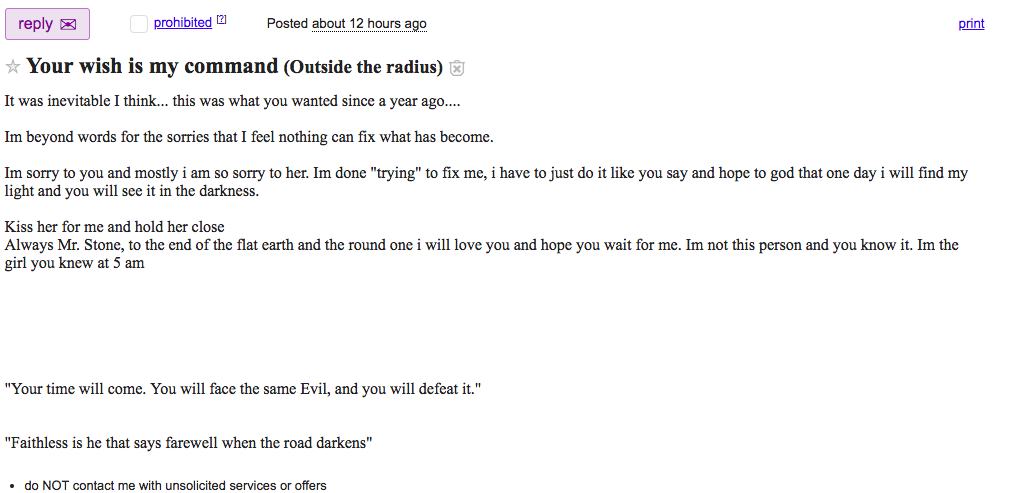 reply prohibited [?] Posted about 12 hours ago print
Your wish is my command (Outside the radius)
It was inevitable I think... this was what you wanted since a year ago....
Im beyond words for the sorries that I feel nothing can fix what has become.
Im sorry to you and mostly i am so sorry to her. Im done "trying" to fix me, i have to just do it like you say and hope to god that one day i will find my
light and you will see it in the darkness.
Kiss her for me and hold her close
Always Mr. Stone, to the end of the flat earth and the round one i will love you and hope you wait for me. Im not this person and you know it. Im the
girl you knew at 5 am
"Your time will come. You will face the same Evil, and you will defeat it."
"Faithless is he that says farewell when the road darkens"
• do NOT contact me with unsolicited services or offers